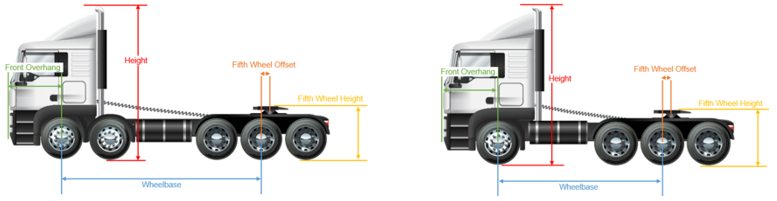 Front Overhang
Height
Fifth Wheel Offset
Fifth Wheel Height
Wheelbase
Front Overhang
Height
Fifth Wheel Offset
Fifth Wheel Height
Wheelbase